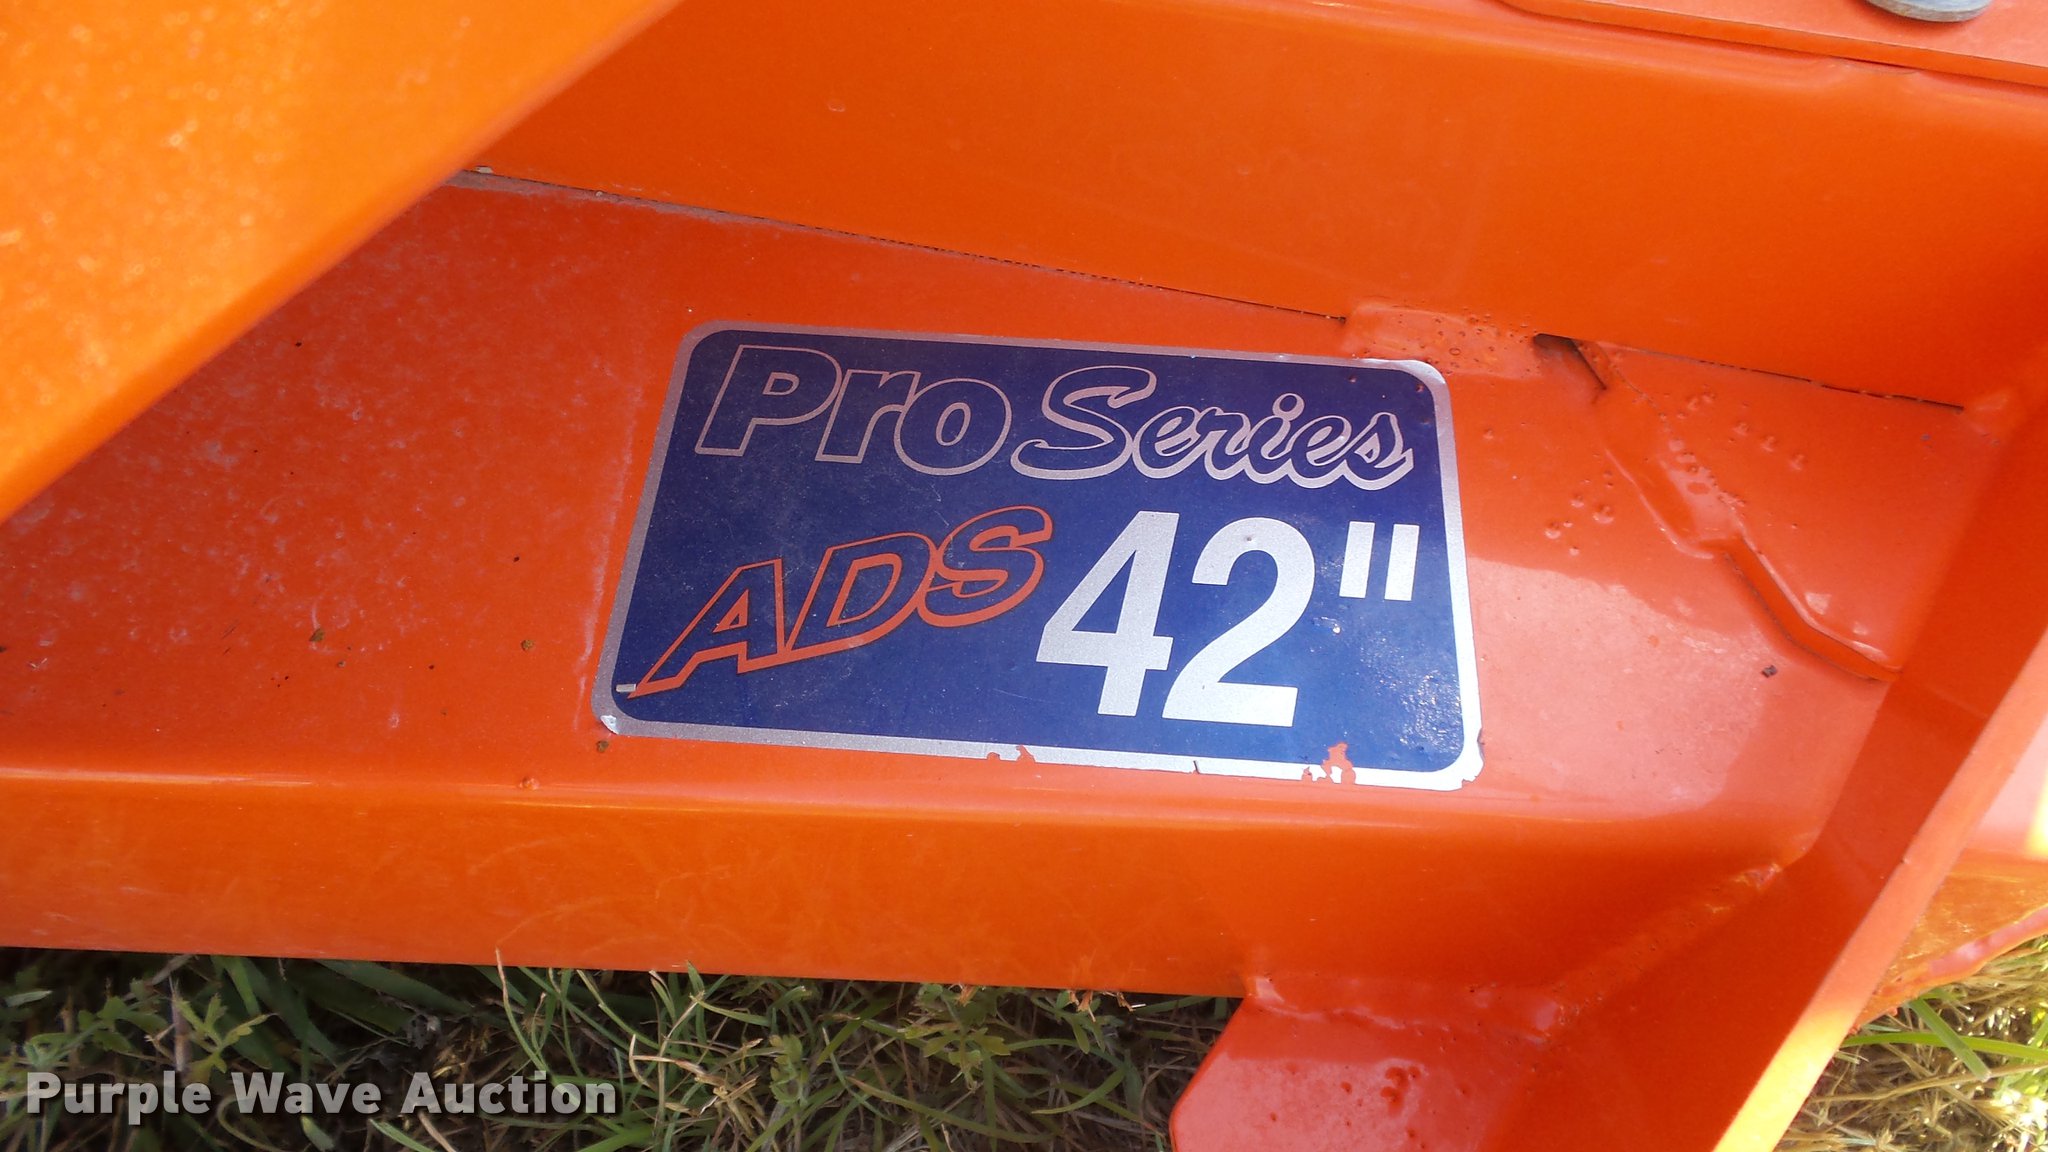 Pro Series
ADS 42"
Purple Wave Auction